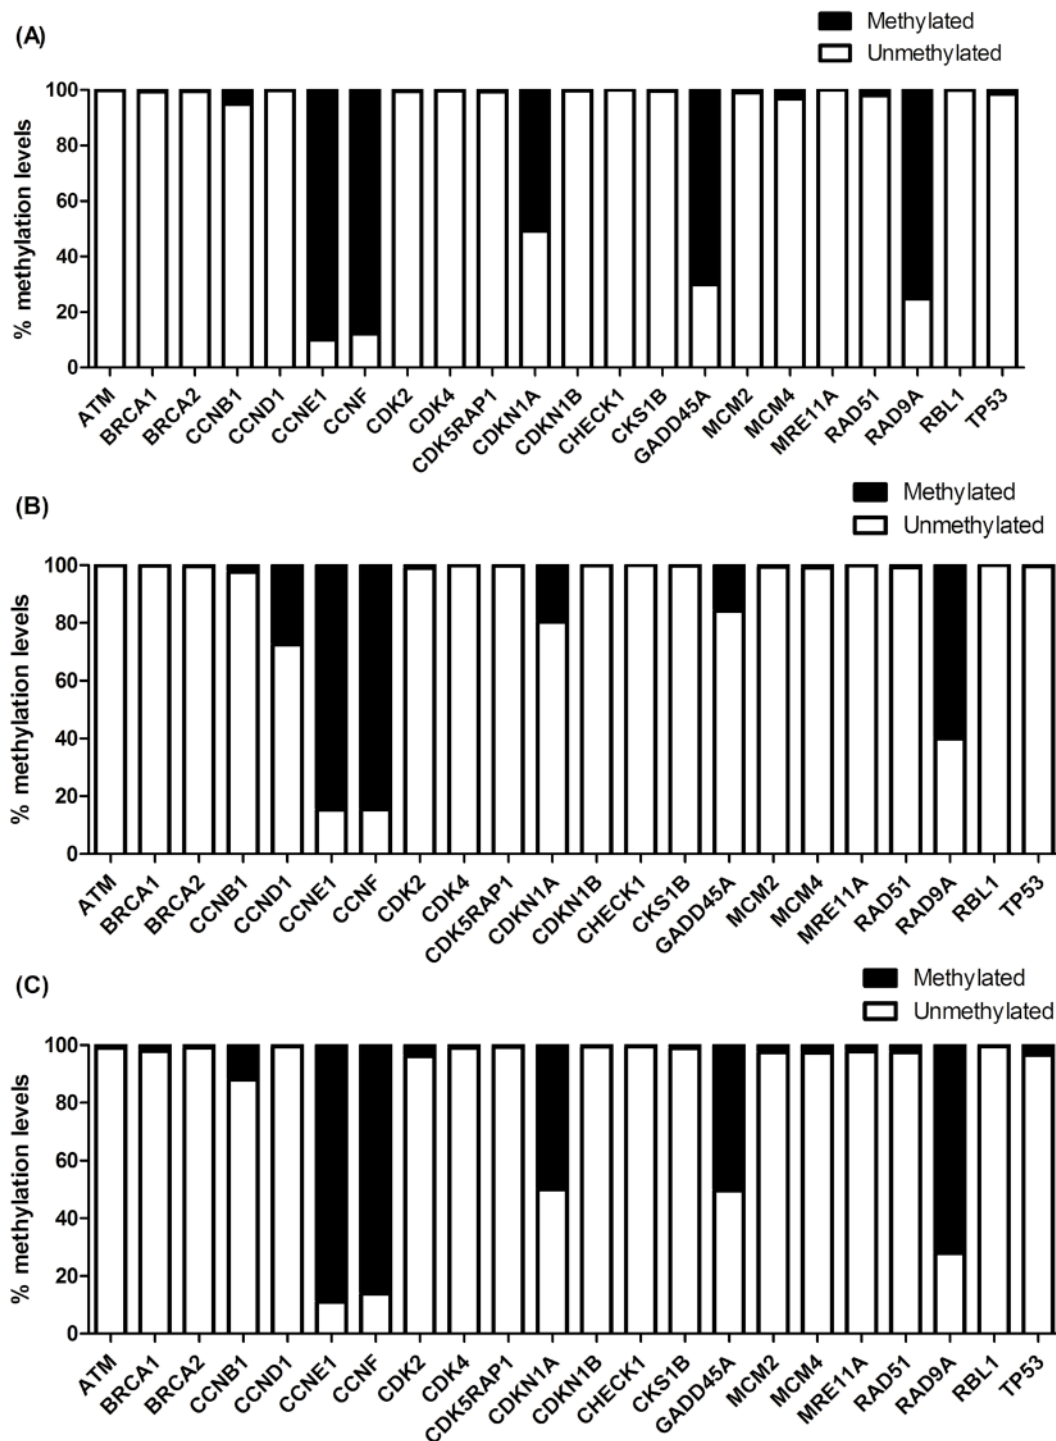 (A)
Methylated
Unmethylated
% methylation levels
100
80
60
40
20
0
ATM
BRCA1
BRCA2
CCNB1
CCND1
CCNE1
CCNF
CDK2
CDK4
CDK5RAP1
CDKN1A
CDKN1B
CHECK1
CKS1B
GADD45A
MCM2
MCM4
MRE11A
RAD51
RAD9A
RBL1
TP53
(B)
Methylated
Unmethylated
% methylation levels
100
80
60
40
20
0
ATM
BRCA1
BRCA2
CCNB1
CCND1
CCNE1
CCNF
CDK2
CDK4
CDK5RAP1
CDKN1A
CDKN1B
CHECK1
CKS1B
GADD45A
MCM2
MCM4
MRE11A
RAD51
RAD9A
RBL1
TP53
(C)
Methylated
Unmethylated
% methylation levels
100
80
60
40
20
0
ATM
BRCA1
BRCA2
CCNB1
CCND1
CCNE1
CCNF
CDK2
CDK4
CDK5RAP1
CDKN1A
CDKN1B
CHECK1
CKS1B
GADD45A
MCM2
MCM4
MRE11A
RAD51
RAD9A
RBL1
TP53